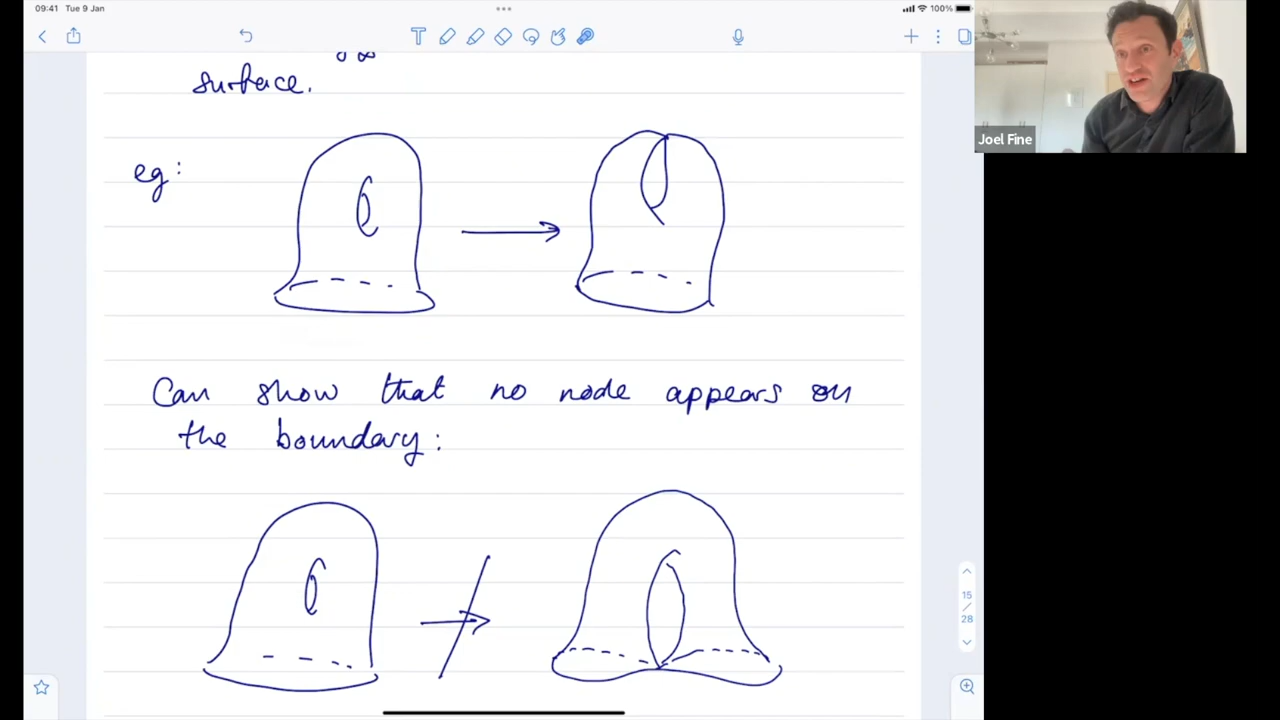 09:41 Tue 9 Jan
100%
surface.
eg:
Joel Fine
Can show that no node appears on
the boundary:
15
/
28